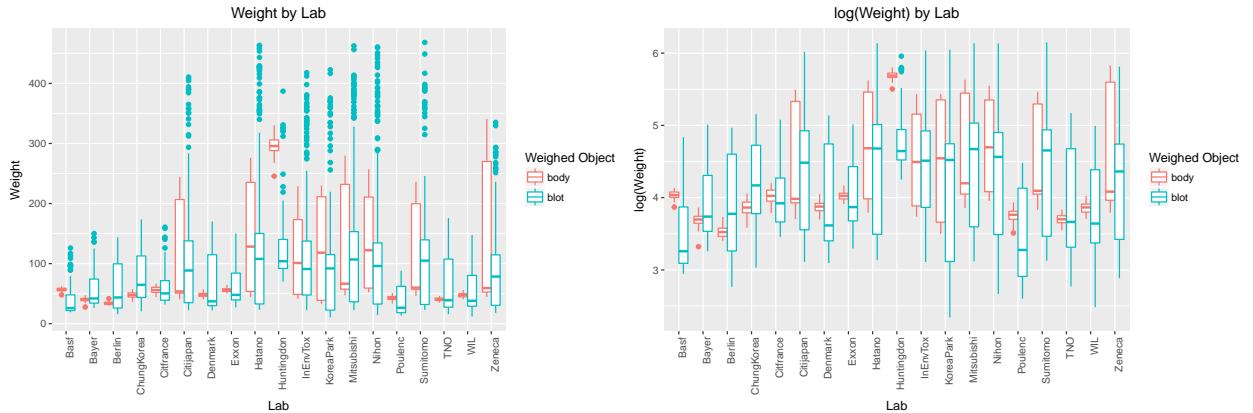 Weight by Lab
Weight
400
300
200
100
0
Basf
Bayer
Berlin
ChungKorea
Citfrance
Citijapan
Denmark
Exxon
Hatano
Huntingdon
InEnvTox
KoreaPark
Mitsubishi
Nihon
Poulenc
Sumitomo
TNO
WIL
Zeneca
Lab
Weighed Object
body
blot
log(Weight) by Lab
log(Weight)
6
5
4
3
Basf
Bayer
Berlin
ChungKorea
Citfrance
Citijapan
Denmark
Exxon
Hatano
Huntingdon
InEnvTox
KoreaPark
Mitsubishi
Nihon
Poulenc
Sumitomo
TNO
WIL
Zeneca
Lab
Weighed Object
body
blot